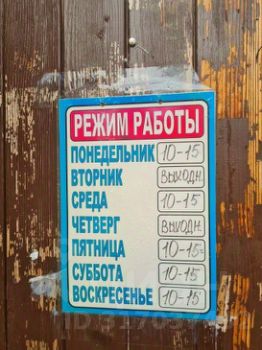 РЕЖИМ РАБОТЫ
ПОНЕДЕЛЬНИК 10-15
ВТОРНИК ВЫХОДН.
СРЕДА 10-15
ЧЕТВЕРГ ВЫХОДН.
ПЯТНИЦА 10-15
СУББОТА 10-15
ВОСКРЕСЕНЬЕ 10-15